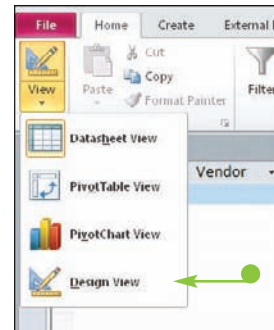 File Home Create External
Cut
Copy
Format Painter
View Paste Filter
Datasheet View
PivotTable View
PivotChart View
Design View
Vendor